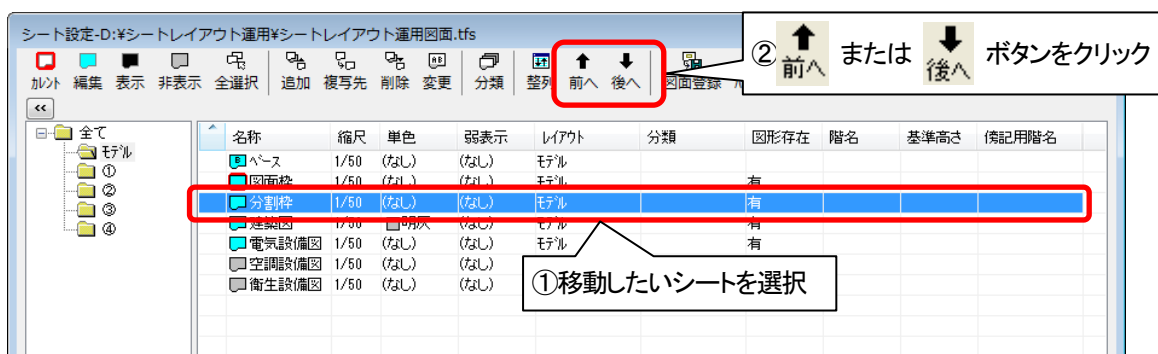 シート設定-D:¥シートレイアウト運用¥シートレイアウト運用図面.tfs
②前へ または 後へ ボタンをクリック
ｶﾚﾝﾄ 編集 表示 非表示 全選択 追加 複写先 削除 変更 分類 整列 前へ 後へ 図面登録
<<
全て
ﾓﾃﾞﾙ
①
②
③
④
名称 縮尺 単色 弱表示 ﾚｲｱｳﾄ 分類 図形存在 階名 基準高さ 傍記用階名
ﾍﾞｰｽ 1/50 (なし) (なし) ﾓﾃﾞﾙ
図面枠 1/50 (なし) (なし) ﾓﾃﾞﾙ 有
分割枠 1/50 (なし) (なし) ﾓﾃﾞﾙ 有
建築図 1/50 明灰 (なし) ﾓﾃﾞﾙ 有
電気設備図 1/50 (なし) (なし) ﾓﾃﾞﾙ 有
空調設備図 1/50 (なし) (なし)
衛生設備図 1/50 (なし) (なし)
①移動したいシートを選択